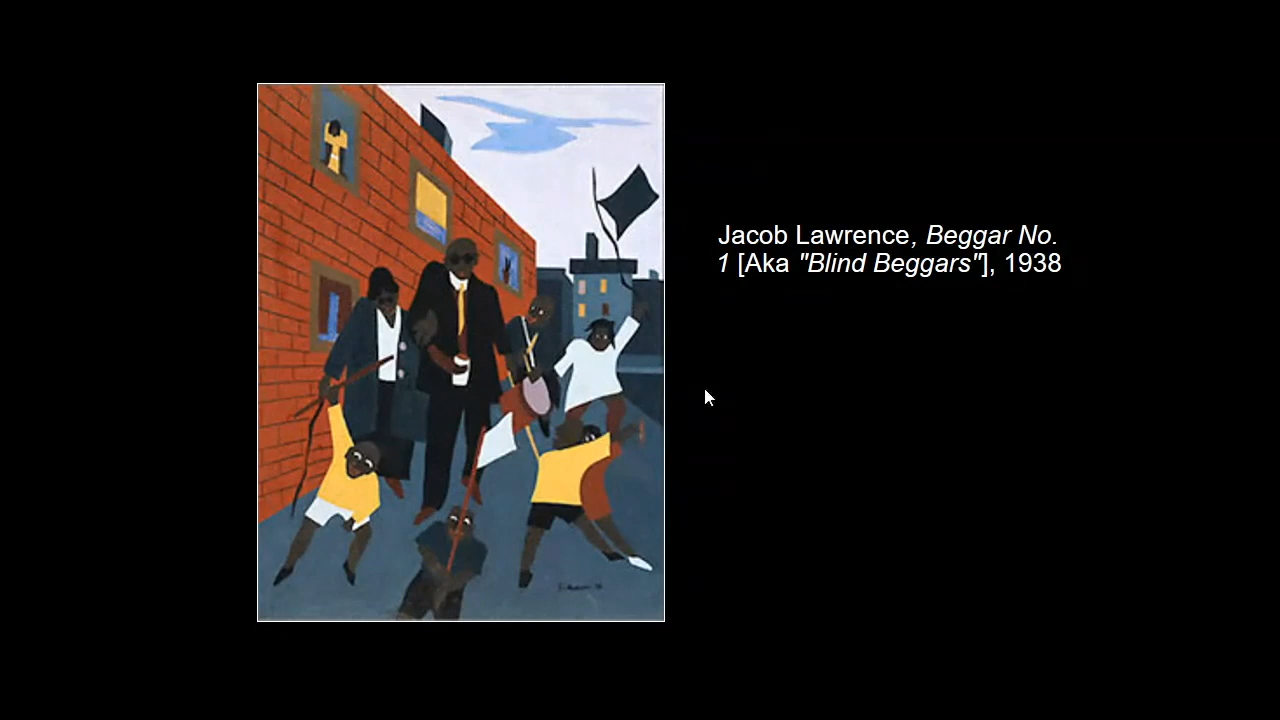 Jacob Lawrence, Beggar No.
1 [Aka "Blind Beggars"], 1938